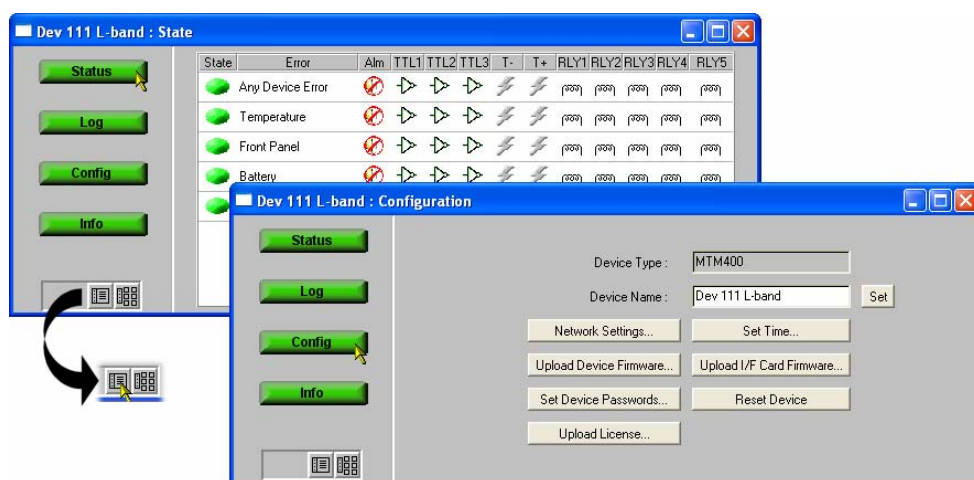 Dev 111 L-band : State
Status
Log
Config
Info
State Error Alm TTL1 TTL2 TTL3 T- T+ RLY1 RLY2 RLY3 RLY4 RLY5
Any Device Error
Temperature
Front Panel
Battery
Dev 111 L-band : Configuration
Status
Log
Config
Info
Device Type : MTM400
Device Name : Dev 111 L-band Set
Network Settings... Set Time...
Upload Device Firmware... Upload I/F Card Firmware...
Set Device Passwords... Reset Device
Upload License...